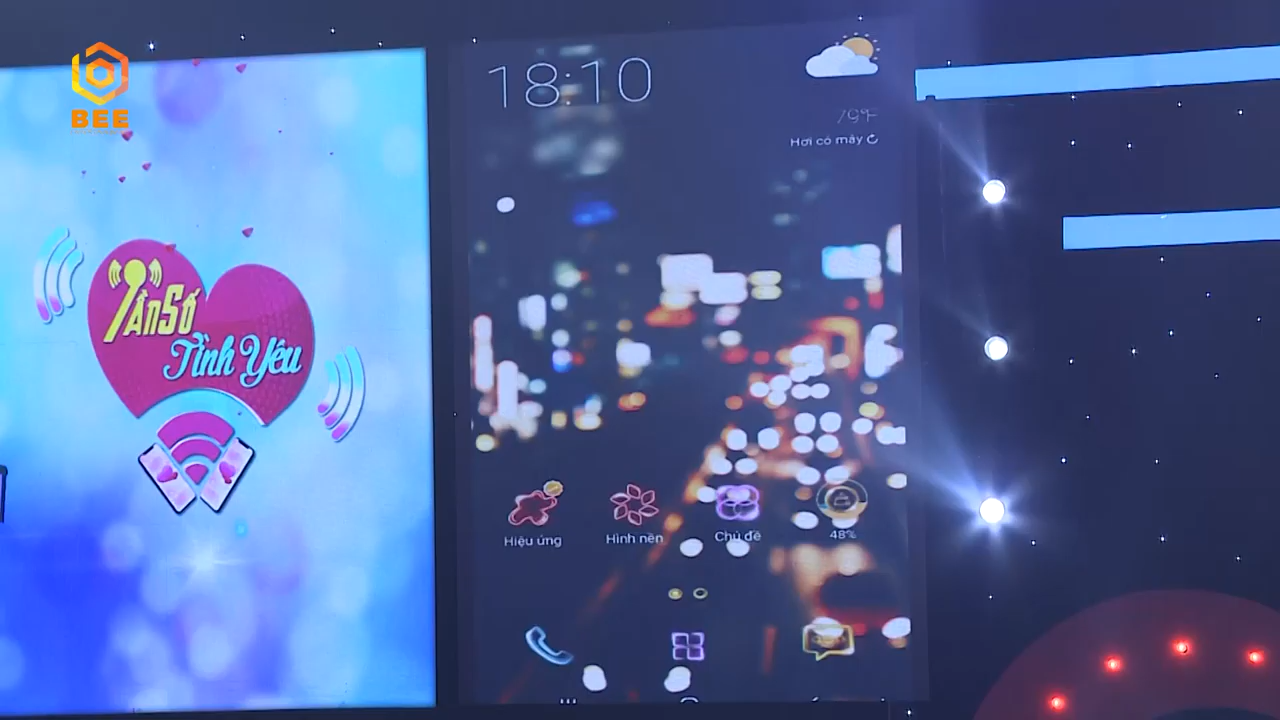 BEE
TẦN SỐ
Tình Yêu
18:10
79°F
Hơi có mây
Hiệu ứng
Hình nền
Chủ đề
48%